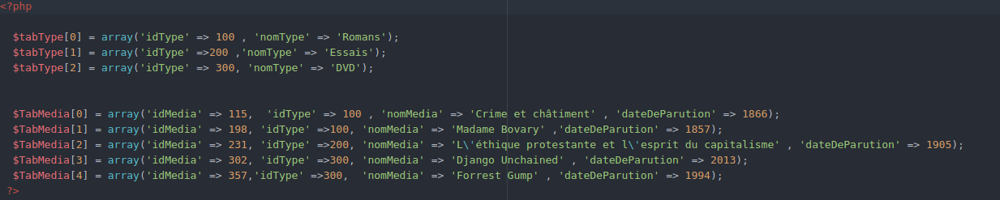 <?php
$tabType[0] = array('idType' => 100 , 'nomType' => 'Romans');
$tabType[1] = array('idType' =>200 ,'nomType' => 'Essais');
$tabType[2] = array('idType' => 300, 'nomType' => 'DVD');
$TabMedia[0] = array('idMedia' => 115,  'idType' => 100 , 'nomMedia' => 'Crime et châtiment' , 'dateDeParution' => 1866);
$TabMedia[1] = array('idMedia' => 198, 'idType' =>100, 'nomMedia' => 'Madame Bovary' ,'dateDeParution' => 1857);
$TabMedia[2] = array('idMedia' => 231, 'idType' =>200, 'nomMedia' => 'L\'éthique protestante et l\'esprit du capitalisme' , 'dateDeParution' => 1905);
$TabMedia[3] = array('idMedia' => 302, 'idType' =>300, 'nomMedia' => 'Django Unchained' , 'dateDeParution' => 2013);
$TabMedia[4] = array('idMedia' => 357,'idType' =>300,  'nomMedia' => 'Forrest Gump' , 'dateDeParution' => 1994);
?>